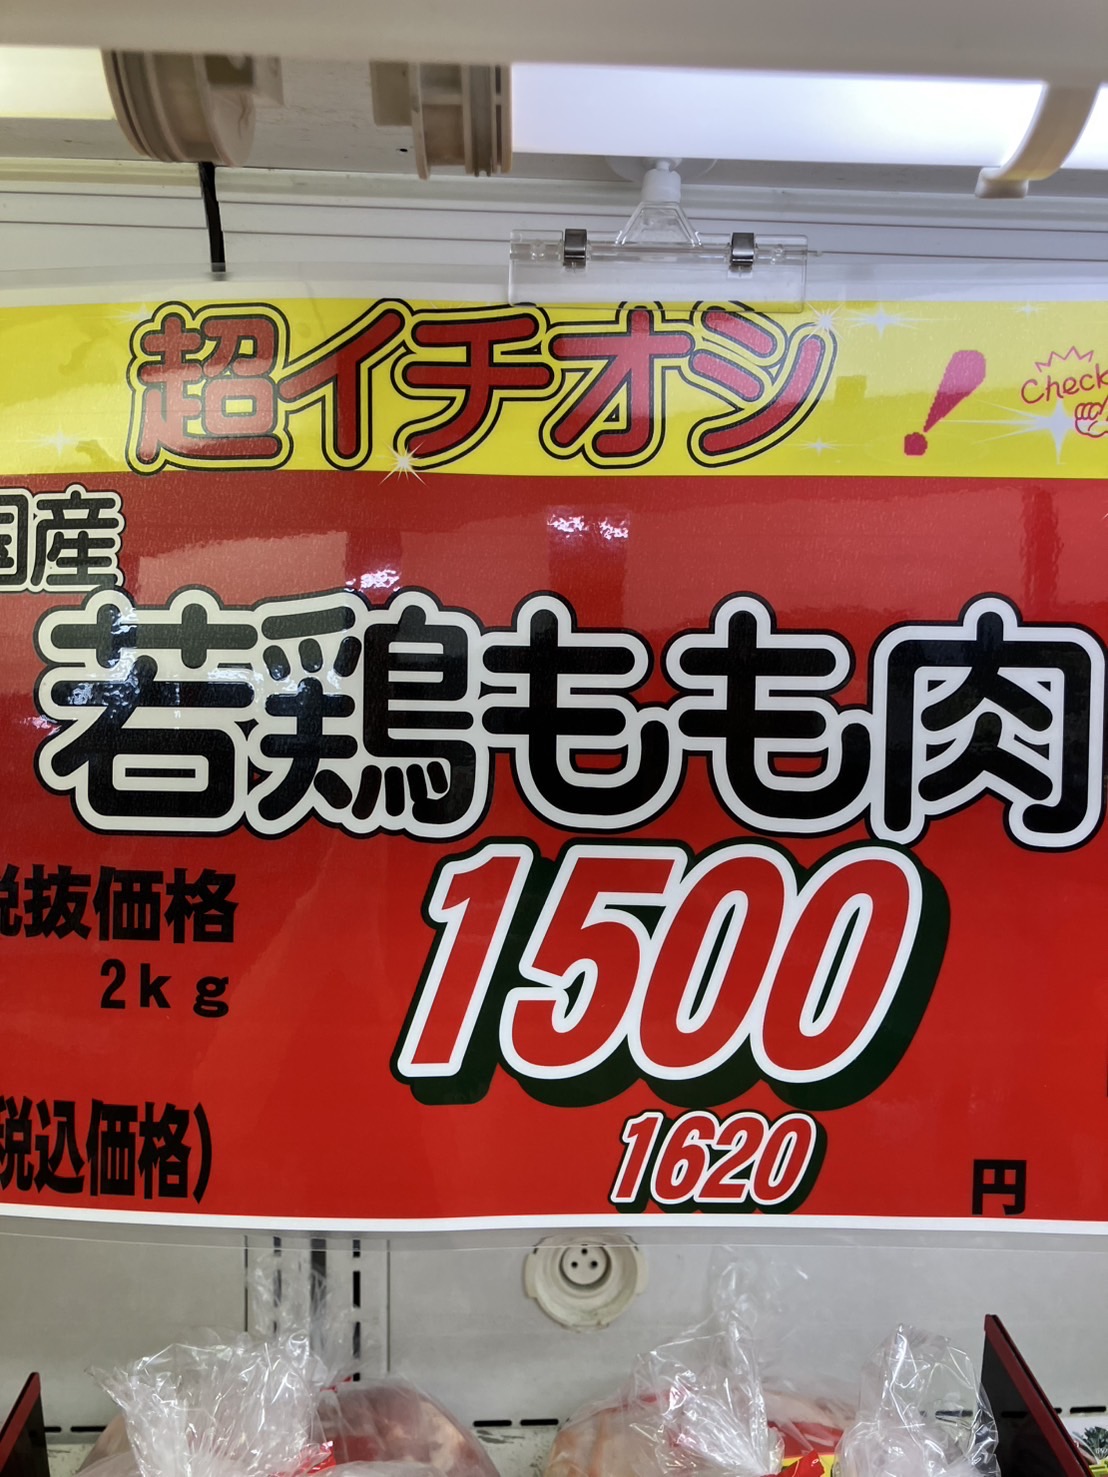 超イチオシ!
Check
国産
若鶏もも肉
税抜価格
1500
2kg
(税込価格)
1620
円